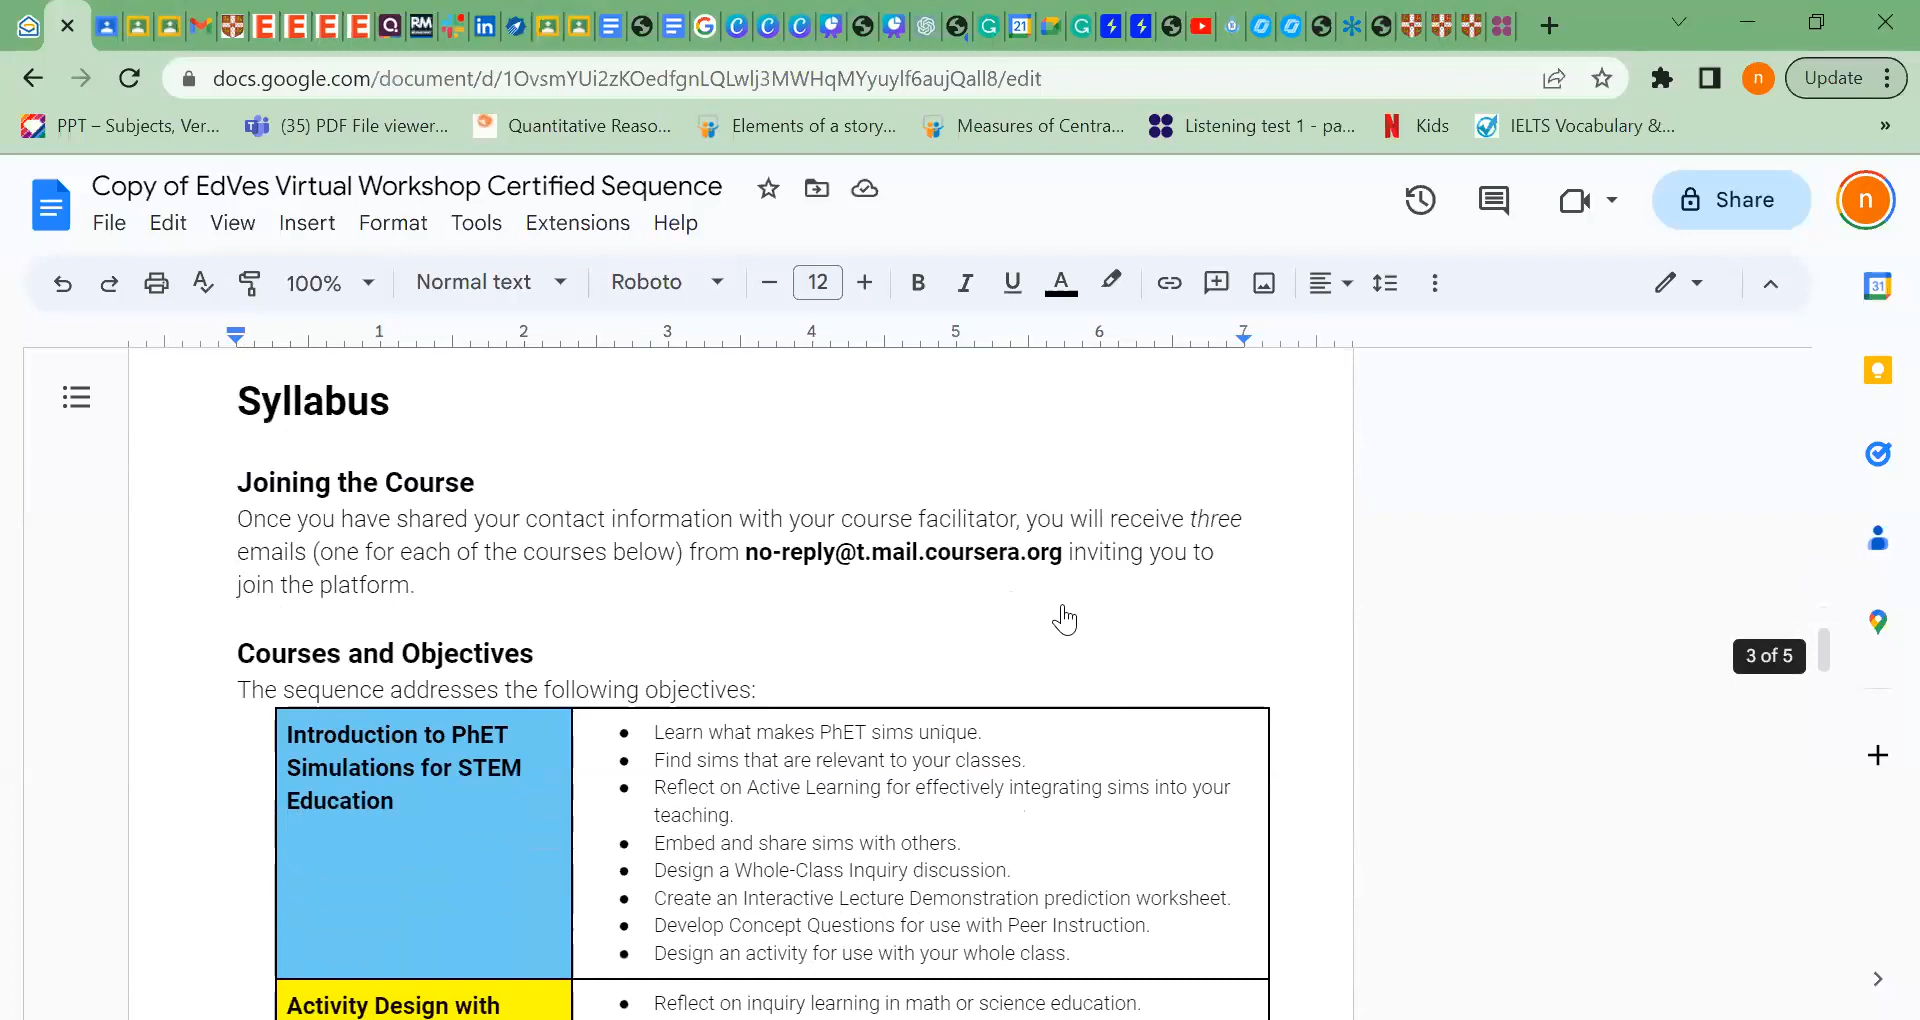 docs.google.com/document/d/1OvsmYUi2zKOedfgnLQLwlj3MWHqMYyuylf6aujQall8/edit
Update
PPT – Subjects, Ver...
(35) PDF File viewer...
Quantitative Reaso...
Elements of a story...
Measures of Centra...
Listening test 1 - pa...
Kids
IELTS Vocabulary &...
Copy of EdVes Virtual Workshop Certified Sequence
File Edit View Insert Format Tools Extensions Help
Share
n
100% Normal text Roboto 12 B I U A
1 2 3 4 5 6 7
Syllabus
Joining the Course
Once you have shared your contact information with your course facilitator, you will receive three
emails (one for each of the courses below) from no-reply@t.mail.coursera.org inviting you to
join the platform.
Courses and Objectives
The sequence addresses the following objectives:
Introduction to PhET
Simulations for STEM
Education
● Learn what makes PhET sims unique.
● Find sims that are relevant to your classes.
● Reflect on Active Learning for effectively integrating sims into your
teaching.
● Embed and share sims with others.
● Design a Whole-Class Inquiry discussion.
● Create an Interactive Lecture Demonstration prediction worksheet.
● Develop Concept Questions for use with Peer Instruction.
● Design an activity for use with your whole class.
Activity Design with
● Reflect on inquiry learning in math or science education.
3 of 5